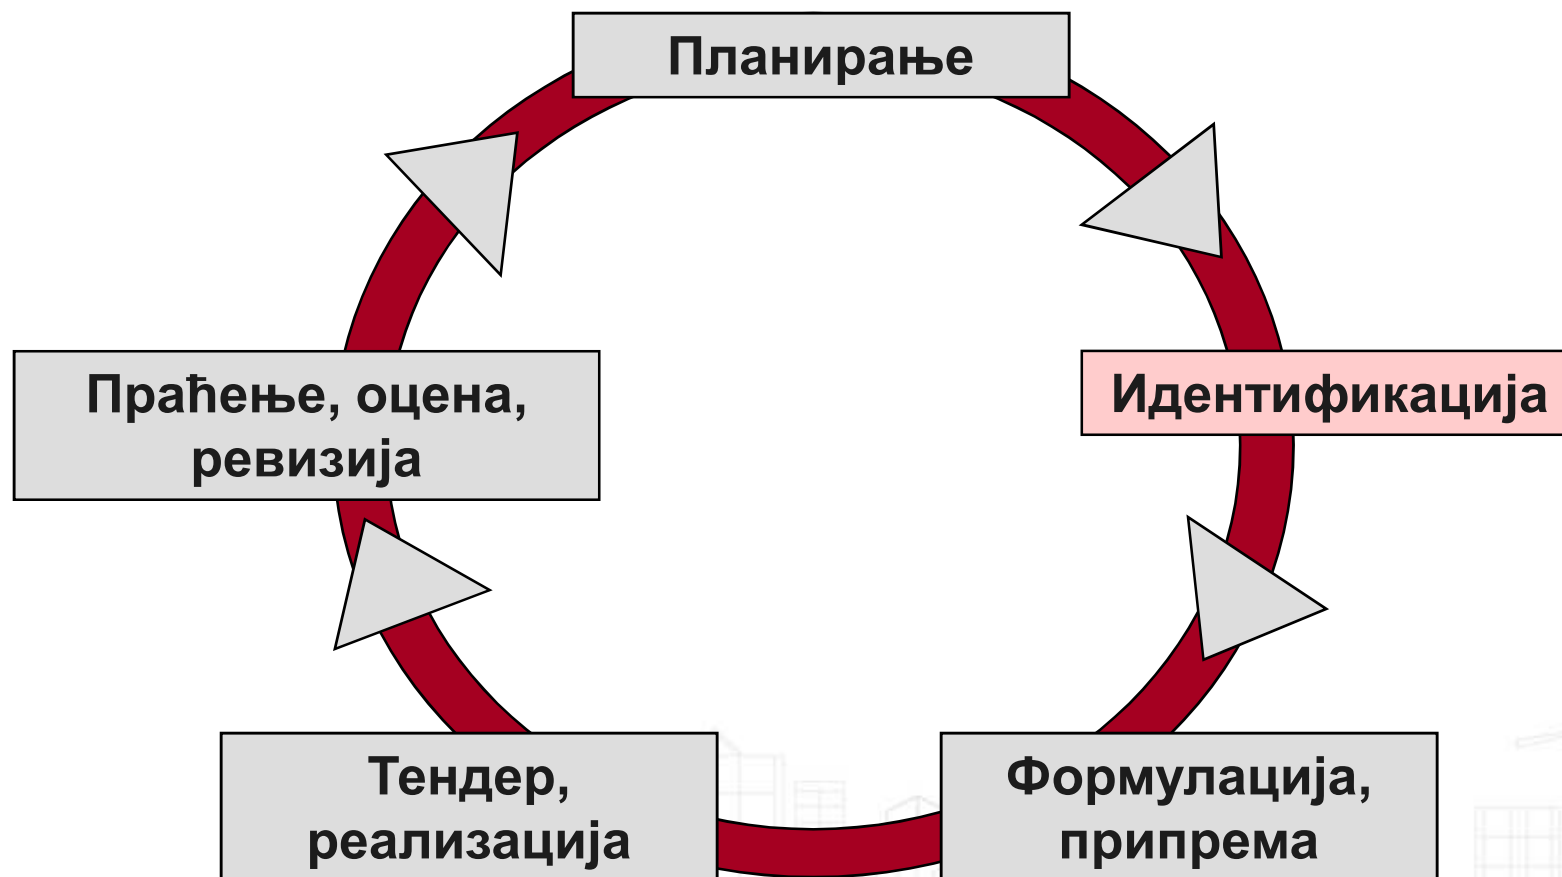 Планирање
Идентификација
Праћење, оцена,
ревизија
Тендер,
реализација
Формулација,
припрема